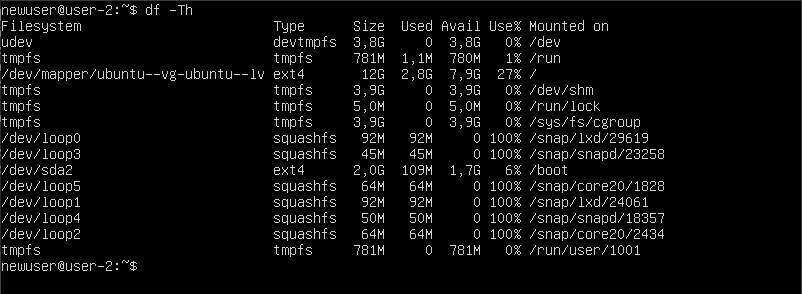 newuser@user-2:~$ df -Th
Filesystem                        Type      Size  Used Avail Use% Mounted on
udev                              devtmpfs  3,8G     0  3,8G   0% /dev
tmpfs                             tmpfs     781M  1,1M  780M   1% /run
/dev/mapper/ubuntu--vg-ubuntu--lv ext4       12G  2,8G  7,9G  27% /
tmpfs                             tmpfs     3,9G     0  3,9G   0% /dev/shm
tmpfs                             tmpfs     5,0M     0  5,0M   0% /run/lock
tmpfs                             tmpfs     3,9G     0  3,9G   0% /sys/fs/cgroup
/dev/loop0                        squashfs   92M   92M     0 100% /snap/lxd/29619
/dev/loop3                        squashfs   45M   45M     0 100% /snap/snapd/23258
/dev/sda2                         ext4      2,0G  109M  1,7G   6% /boot
/dev/loop5                        squashfs   64M   64M     0 100% /snap/core20/1828
/dev/loop1                        squashfs   92M   92M     0 100% /snap/lxd/24061
/dev/loop4                        squashfs   50M   50M     0 100% /snap/snapd/18357
/dev/loop2                        squashfs   64M   64M     0 100% /snap/core20/2434
tmpfs                             tmpfs     781M     0  781M   0% /run/user/1001
newuser@user-2:~$